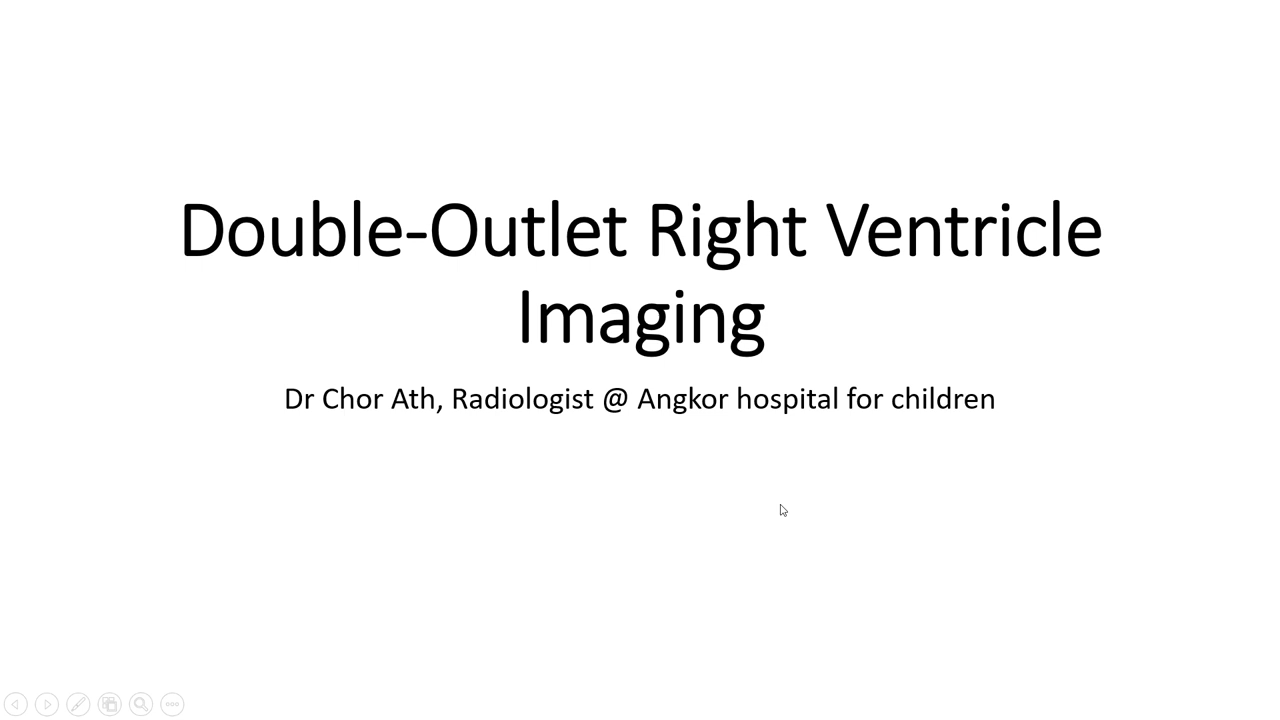 Double-Outlet Right Ventricle
Imaging
Dr Chor Ath, Radiologist @ Angkor hospital for children